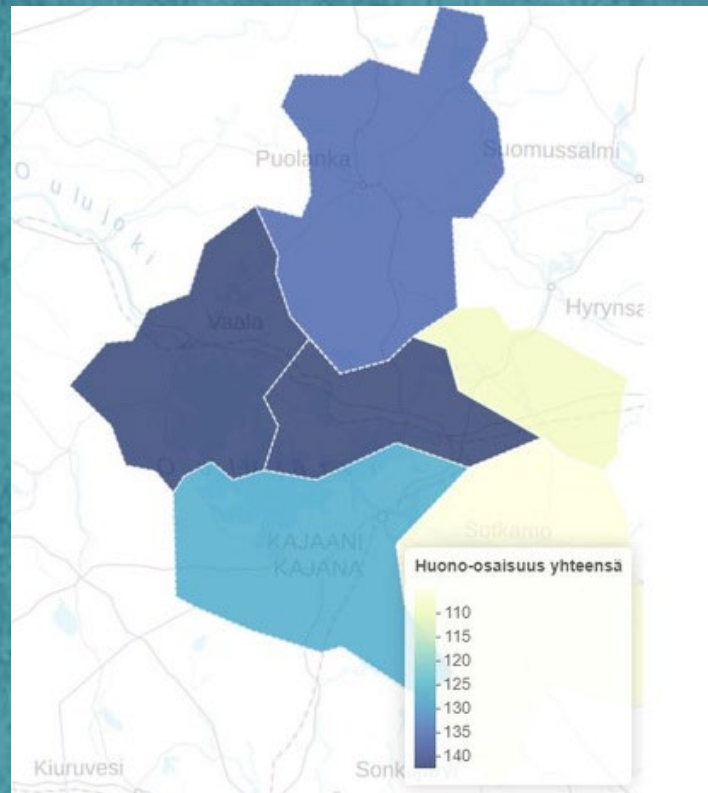 Puolanka
Suomussalmi
Oulujoki
Hyrynsa
Vaala
KAJAANI
KAJANA
Sotkamo
Huono-osaisuus yhteensä
110
115
120
125
130
135
140
Kiuruvesi